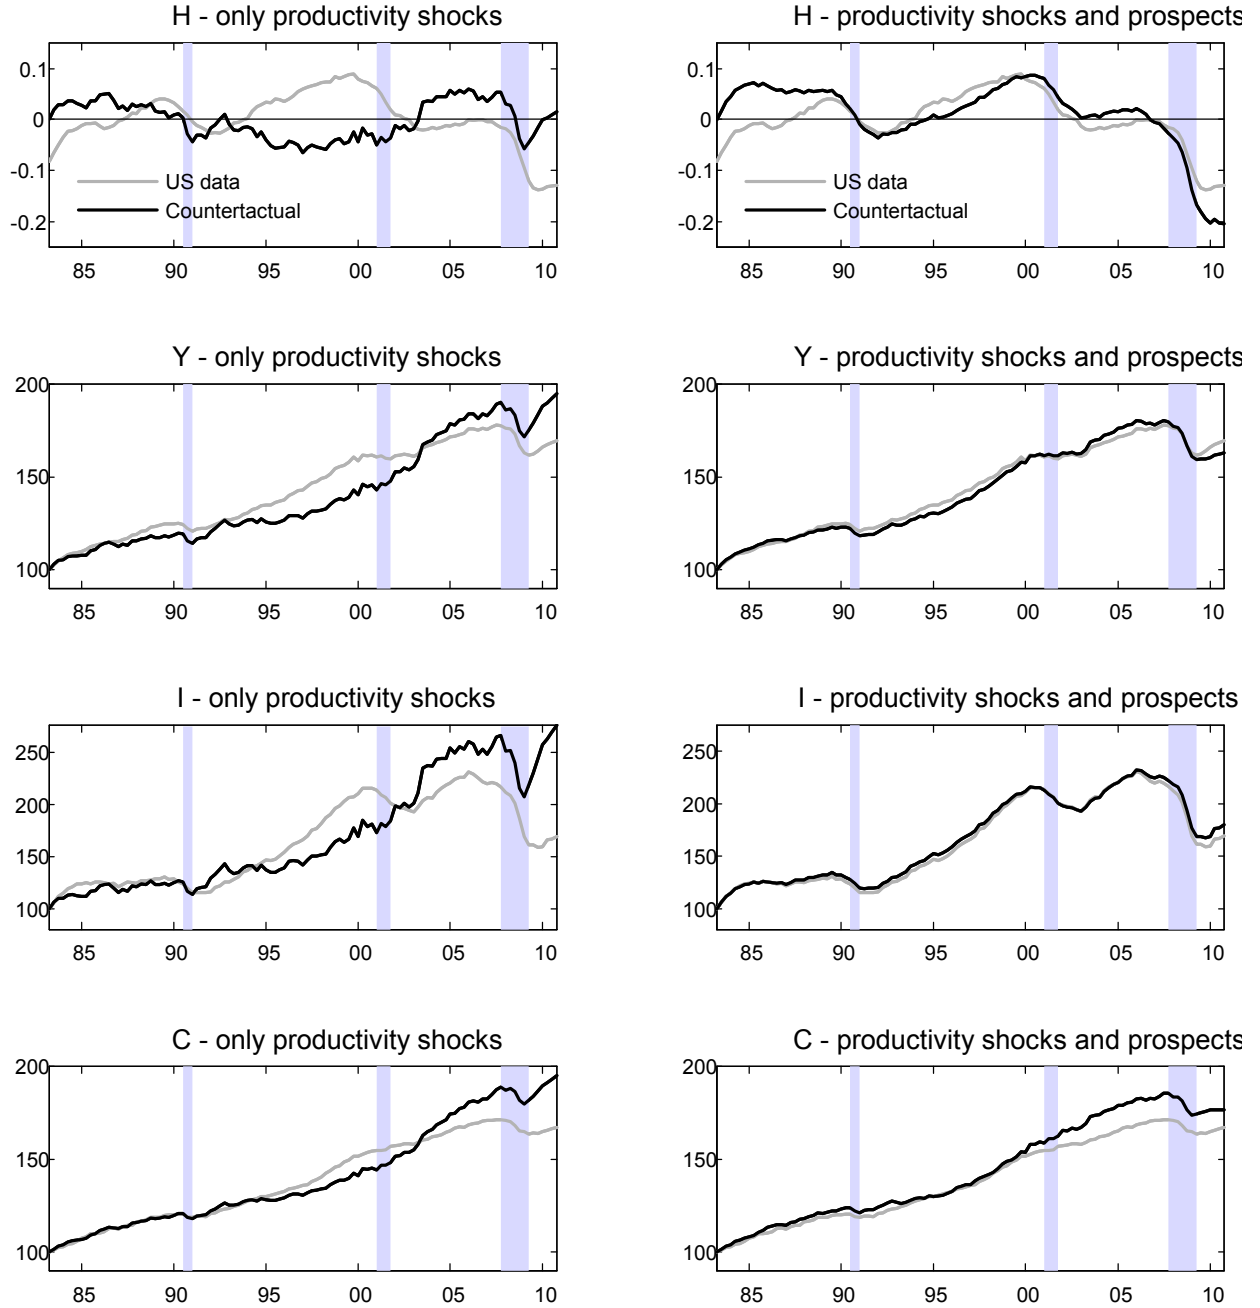 H - only productivity shocks
H - productivity shocks and prospects
0.1
0
-0.1
-0.2
US data
Countertactual
85 90 95 00 05 10
0.1
0
-0.1
-0.2
US data
Countertactual
85 90 95 00 05 10
Y - only productivity shocks
Y - productivity shocks and prospects
200
150
100
85 90 95 00 05 10
200
150
100
85 90 95 00 05 10
I - only productivity shocks
I - productivity shocks and prospects
250
200
150
100
85 90 95 00 05 10
250
200
150
100
85 90 95 00 05 10
C - only productivity shocks
C - productivity shocks and prospects
200
150
100
85 90 95 00 05 10
200
150
100
85 90 95 00 05 10